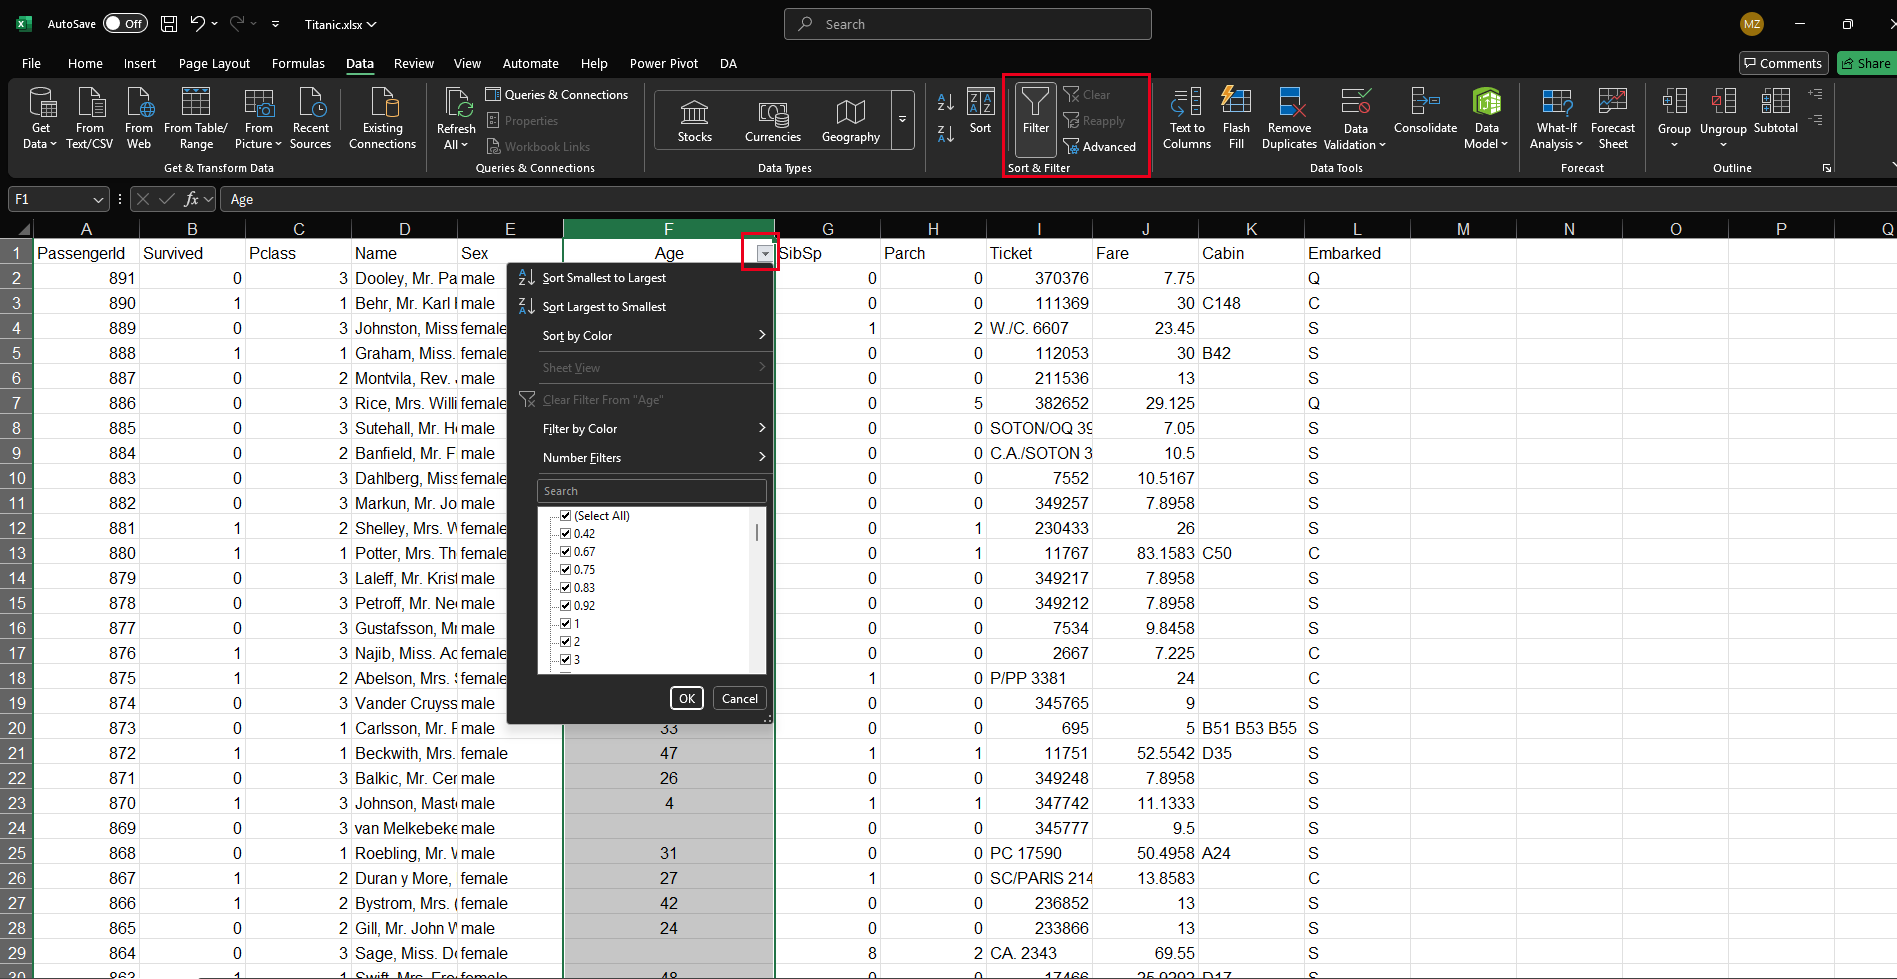 AutoSave Off Titanic.xlsx Search MZ
File Home Insert Page Layout Formulas Data Review View Automate Help Power Pivot DA Comments Share
Get Data
From Text/CSV
From Web
From Table/ Range
From Picture
Recent Sources
Existing Connections
Get & Transform Data
Refresh All
Queries & Connections
Properties
Workbook Links
Queries & Connections
Stocks Currencies Geography
Data Types
Sort
Filter
Clear
Reapply
Advanced
Sort & Filter
Text to Columns
Flash Fill
Remove Duplicates
Data Validation
Consolidate
Data Model
Data Tools
What-If Analysis
Forecast Sheet
Forecast
Group
Ungroup
Subtotal
Outline
F1 fx Age
A B C D E F G H I J K L M N O P Q
1 PassengerId Survived Pclass Name Sex Age SibSp Parch Ticket Fare Cabin Embarked
2 891 0 3 Dooley, Mr. Pa male 0 0 370376 7.75 Q
3 890 1 1 Behr, Mr. Karl male 0 0 111369 30 C148 C
4 889 0 3 Johnston, Miss female 1 2 W./C. 6607 23.45 S
5 888 1 1 Graham, Miss. female 0 0 112053 30 B42 S
6 887 0 2 Montvila, Rev. male 0 0 211536 13 S
7 886 0 3 Rice, Mrs. Willi female 0 5 382652 29.125 Q
8 885 0 3 Sutehall, Mr. He male 0 0 SOTON/OQ 39 7.05 S
9 884 0 2 Banfield, Mr. F male 0 0 C.A./SOTON 3 10.5 S
10 883 0 3 Dahlberg, Miss female 0 0 7552 10.5167 S
11 882 0 3 Markun, Mr. Jo male 0 0 349257 7.8958 S
12 881 1 2 Shelley, Mrs. W female 0 1 230433 26 S
13 880 1 1 Potter, Mrs. Th female 0 1 11767 83.1583 C50 C
14 879 0 3 Laleff, Mr. Krist male 0 0 349217 7.8958 S
15 878 0 3 Petroff, Mr. Ne male 0 0 349212 7.8958 S
16 877 0 3 Gustafsson, Mr male 0 0 7534 9.8458 S
17 876 1 3 Najib, Miss. Ac female 0 0 2667 7.225 C
18 875 1 2 Abelson, Mrs. S female 1 0 P/PP 3381 24 C
19 874 0 3 Vander Cruyss male 0 0 345765 9 S
20 873 0 1 Carlsson, Mr. F male 33 0 0 695 5 B51 B53 B55 S
21 872 1 1 Beckwith, Mrs. female 47 1 1 11751 52.5542 D35 S
22 871 0 3 Balkic, Mr. Cer male 26 0 0 349248 7.8958 S
23 870 1 3 Johnson, Mast male 4 1 1 347742 11.1333 S
24 869 0 3 van Melkebeke male 0 0 345777 9.5 S
25 868 0 1 Roebling, Mr. W male 31 0 0 PC 17590 50.4958 A24 S
26 867 1 2 Duran y More, female 27 1 0 SC/PARIS 214 13.8583 C
27 866 1 2 Bystrom, Mrs. ( female 42 0 0 236852 13 S
28 865 0 2 Gill, Mr. John W male 24 0 0 233866 13 S
29 864 0 3 Sage, Miss. Do female 8 2 CA. 2343 69.55 S
30 863 1 1 Swift, Mrs. Fre female 48 0 0 17466 25.9292 D17 S
Sort Smallest to Largest
Sort Largest to Smallest
Sort by Color
Sheet View
Clear Filter From "Age"
Filter by Color
Number Filters
Search
(Select All)
0.42
0.67
0.75
0.83
0.92
1
2
3
OK Cancel